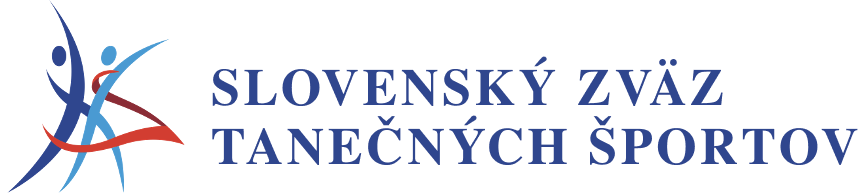 SLOVENSKÝ ZVÄZ
TANEČNÝCH ŠPORTOV